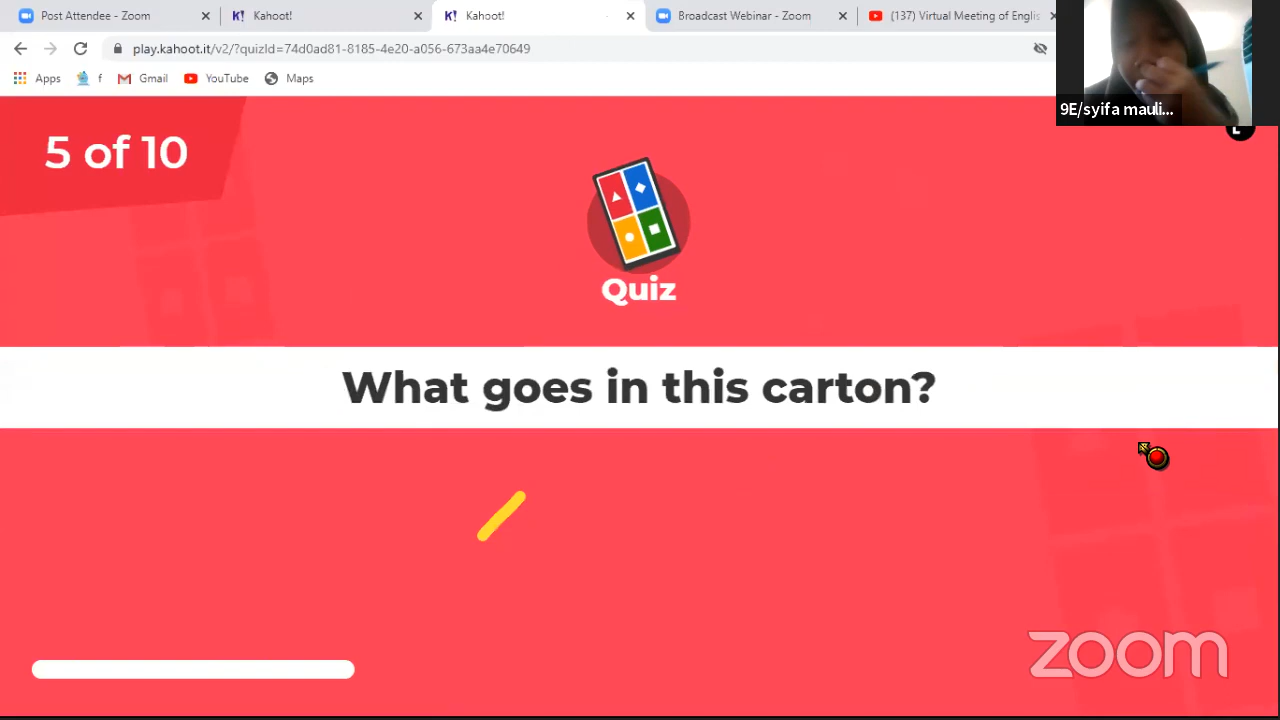 Post Attendee - Zoom
Kahoot!
Kahoot!
Broadcast Webinar - Zoom
(137) Virtual Meeting of Englis
play.kahoot.it/v2/?quizId=74d0ad81-8185-4e20-a056-673aa4e70649
Apps
f
Gmail
YouTube
Maps
9E/syifa mauli...
5 of 10
Quiz
What goes in this carton?
zoom